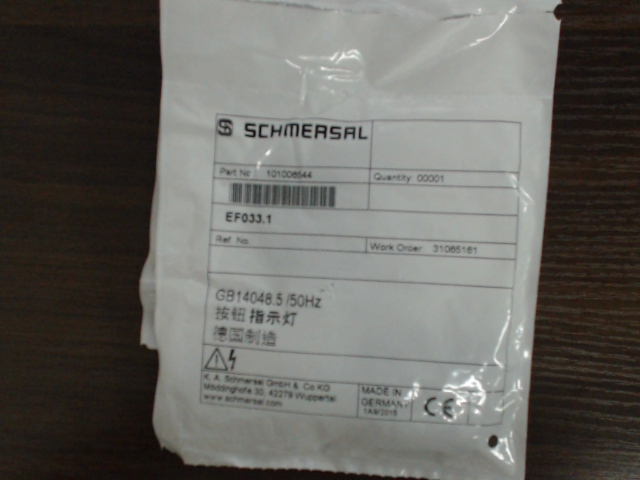 SCHMERSAL
Part No 101008544
Quantity 00001
EF033.1
Ref. No.
Work Order 31065161
GB14048.5 /50Hz
按钮指示灯
德国制造
K. A. Schmersal GmbH & Co KG
Möddinghofe 30, 42279 Wuppertal
www.schmersal.com
MADE IN
GERMANY
CE